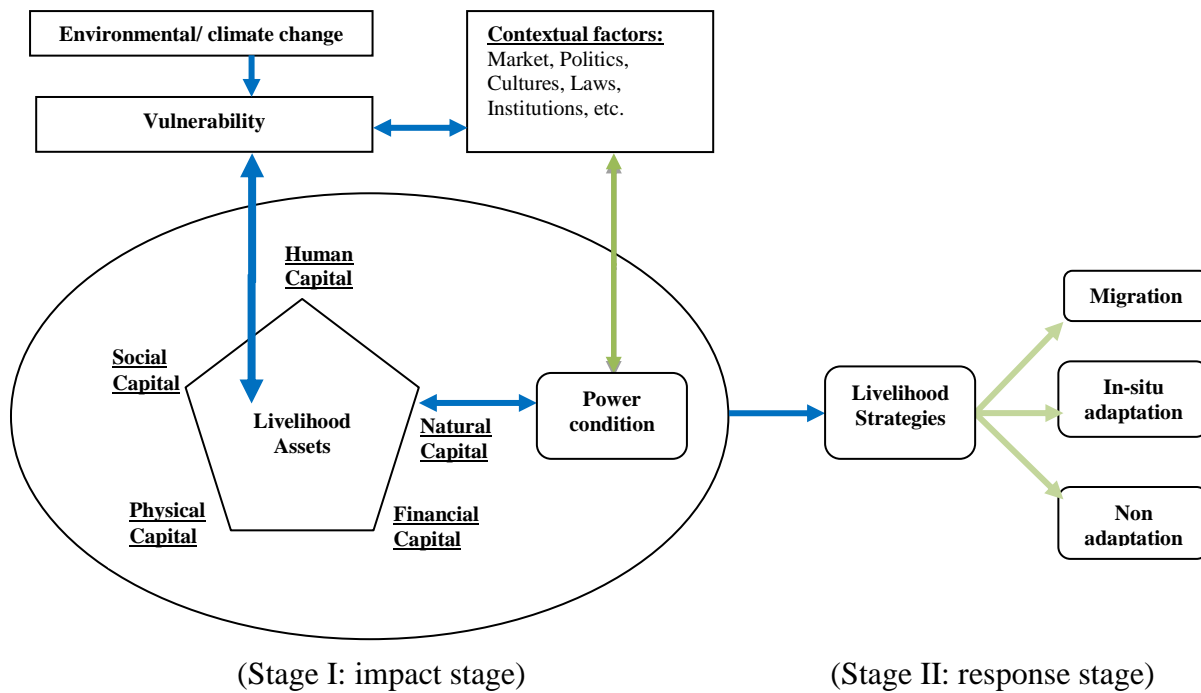 Environmental/ climate change
Vulnerability
Contextual factors:
Market, Politics,
Cultures, Laws,
Institutions, etc.
Human
Capital
Social
Capital
Livelihood
Assets
Natural
Capital
Physical
Capital
Financial
Capital
Power
condition
Livelihood
Strategies
Migration
In-situ
adaptation
Non
adaptation
(Stage I: impact stage)
(Stage II: response stage)